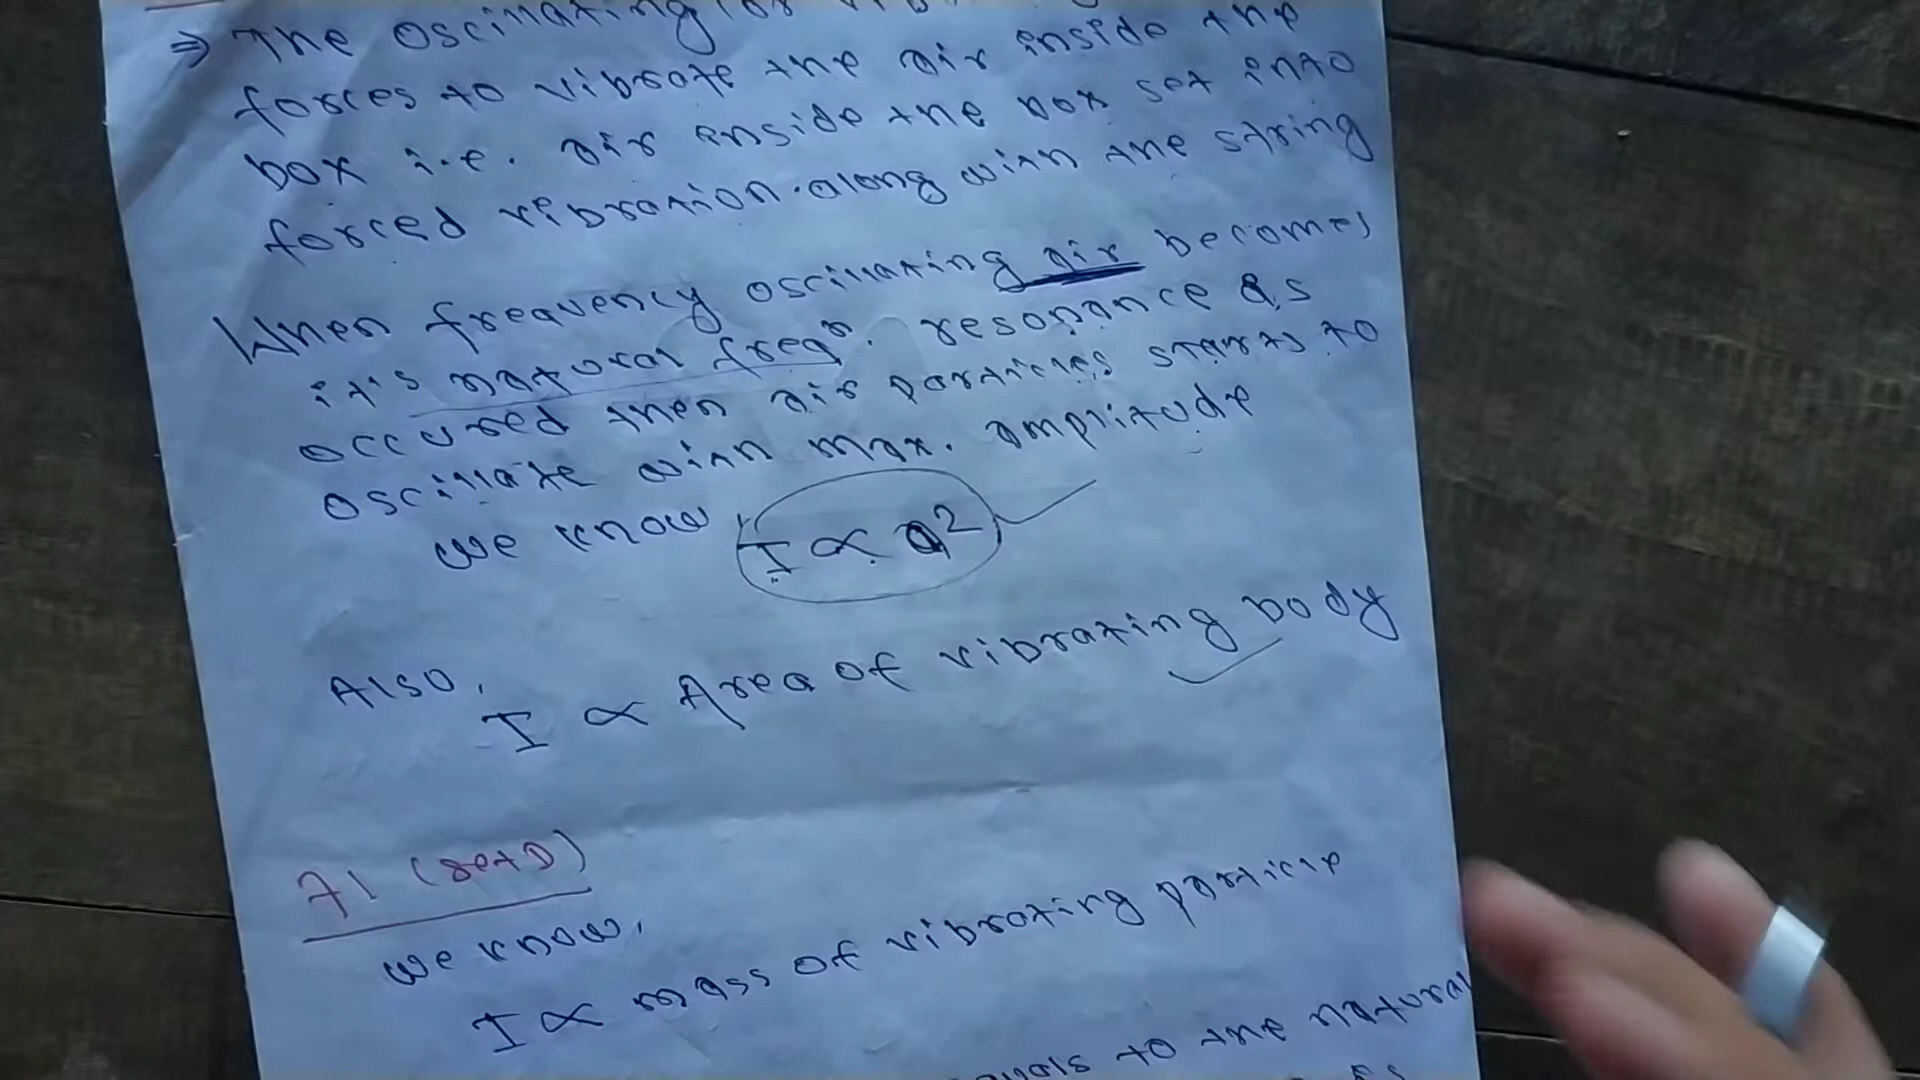 ⇒ The oscillating (or
forces to vibrate the air inside the
box i.e. air inside the box set into
forced vibration. along with the string
When frequency oscillating air becomes
it's natural freqn. resonance is
occured then air particles starts to
oscillate with max. amplitude
we know, I ∝ a²
Also,
I ∝ Area of vibrating body
71 (set D)
we know,
I ∝ mass of vibrating particle
to the natural